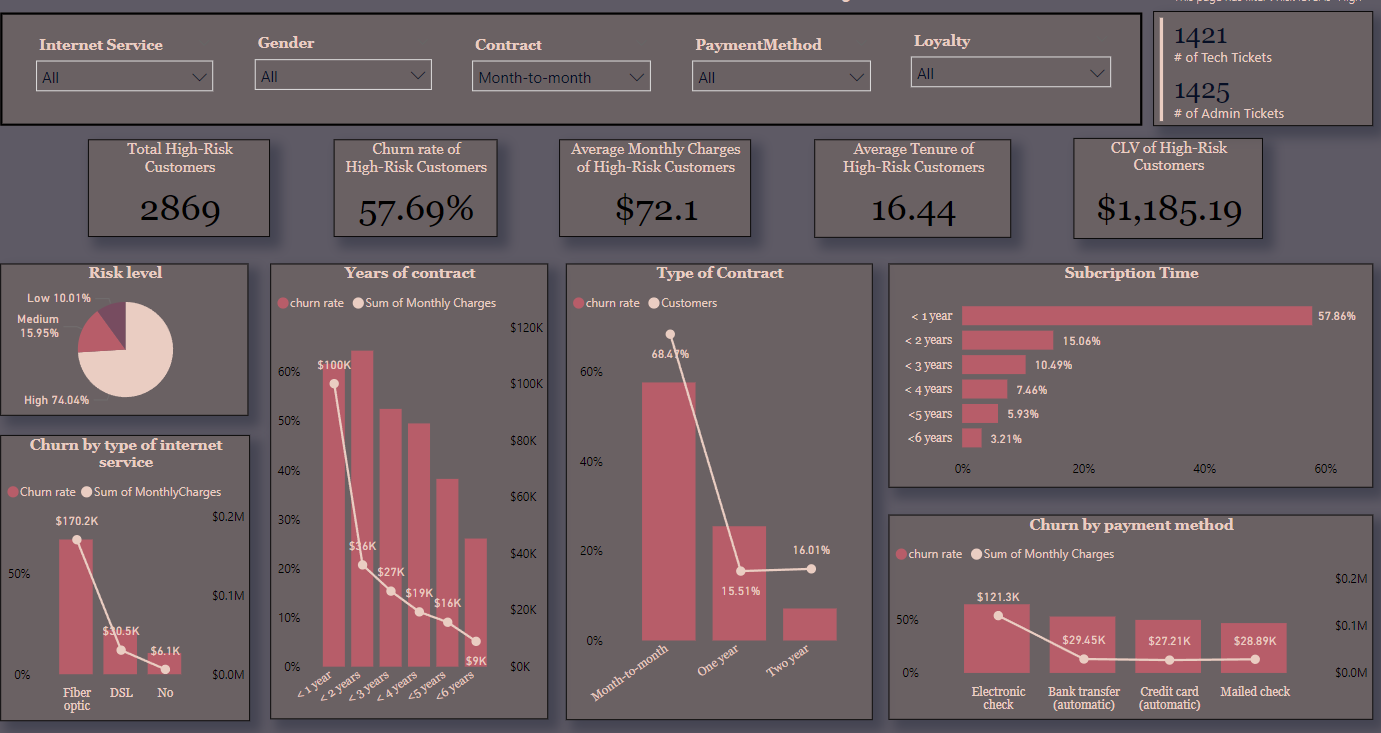 Internet Service
All
Gender
All
Contract
Month-to-month
PaymentMethod
All
Loyalty
All
1421
# of Tech Tickets
1425
# of Admin Tickets
Total High-Risk
Customers
2869
Churn rate of
High-Risk Customers
57.69%
Average Monthly Charges
of High-Risk Customers
$72.1
Average Tenure of
High-Risk Customers
16.44
CLV of High-Risk
Customers
$1,185.19
Risk level
Low 10.01%
Medium
15.95%
High 74.04%
Years of contract
churn rate Sum of Monthly Charges
$120K
$100K
$80K
$60K
$40K
$20K
$0K
60%
50%
40%
30%
20%
10%
0%
$100K
$36K
$27K
$19K
$16K
$9K
< 1 year
< 2 years
< 3 years
< 4 years
<5 years
<6 years
Type of Contract
churn rate Customers
60%
40%
20%
0%
68.47%
15.51%
16.01%
Month-to-month
One year
Two year
Subcription Time
< 1 year 57.86%
< 2 years 15.06%
< 3 years 10.49%
< 4 years 7.46%
<5 years 5.93%
<6 years 3.21%
0% 20% 40% 60%
Churn by type of internet
service
Churn rate Sum of MonthlyCharges
$170.2K
$30.5K
$6.1K
50%
0%
$0.2M
$0.1M
$0.0M
Fiber
optic
DSL
No
Churn by payment method
churn rate Sum of Monthly Charges
$121.3K
$29.45K
$27.21K
$28.89K
50%
0%
$0.2M
$0.1M
$0.0M
Electronic
check
Bank transfer
(automatic)
Credit card
(automatic)
Mailed check